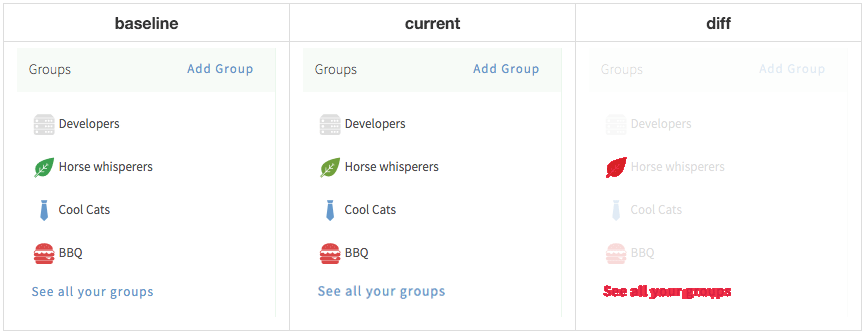 baseline current diff
Groups Add Group Groups Add Group Groups Add Group
Developers Developers Developers
Horse whisperers Horse whisperers Horse whisperers
Cool Cats Cool Cats Cool Cats
BBQ BBQ BBQ
See all your groups See all your groups See all your groups